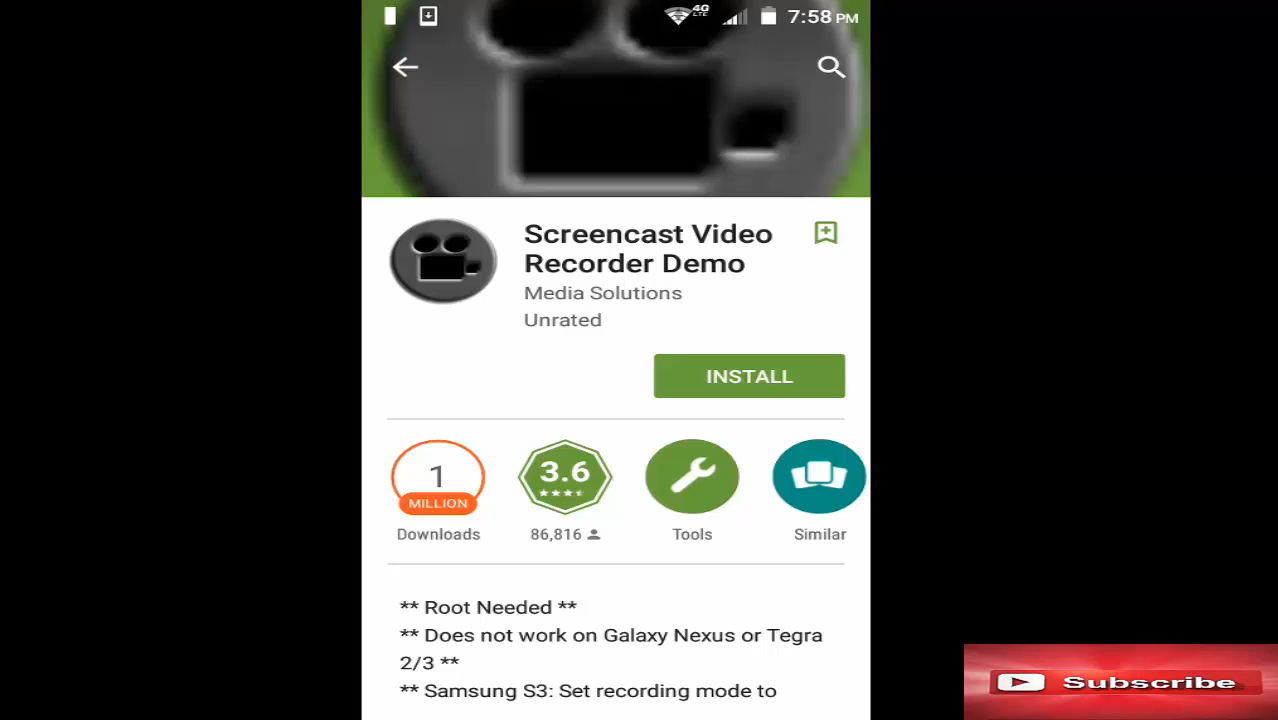 4G
LTE
7:58 PM
Screencast Video
Recorder Demo
Media Solutions
Unrated
INSTALL
1
MILLION
Downloads
3.6
86,816
Tools
Similar
** Root Needed **
** Does not work on Galaxy Nexus or Tegra
2/3 **
** Samsung S3: Set recording mode to
Subscribe